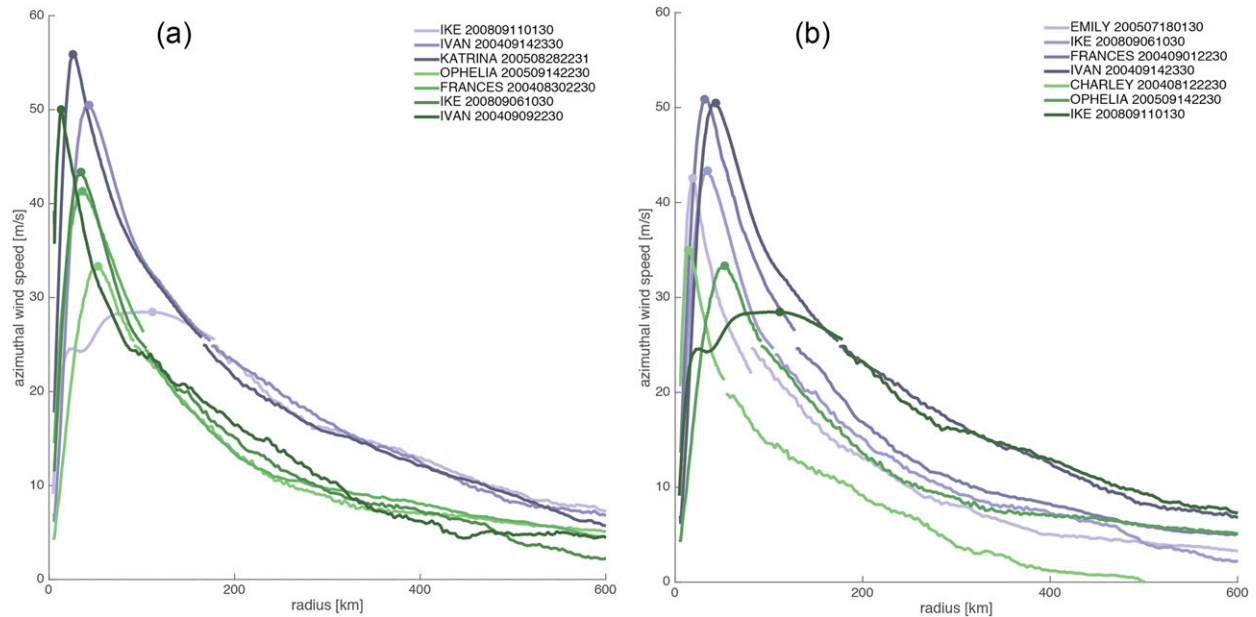 (a)
IKE 200809110130
IVAN 200409142330
KATRINA 200508282231
OPHELIA 200509142230
FRANCES 200408302230
IKE 200809061030
IVAN 200409092230
60
50
40
30
20
10
0
azimuthal wind speed [m/s]
0 200 400 600
radius [km]
(b)
EMILY 200507180130
IKE 200809061030
FRANCES 200409012230
IVAN 200409142330
CHARLEY 200408122230
OPHELIA 200509142230
IKE 200809110130
60
50
40
30
20
10
0
azimuthal wind speed [m/s]
0 200 400 600
radius [km]